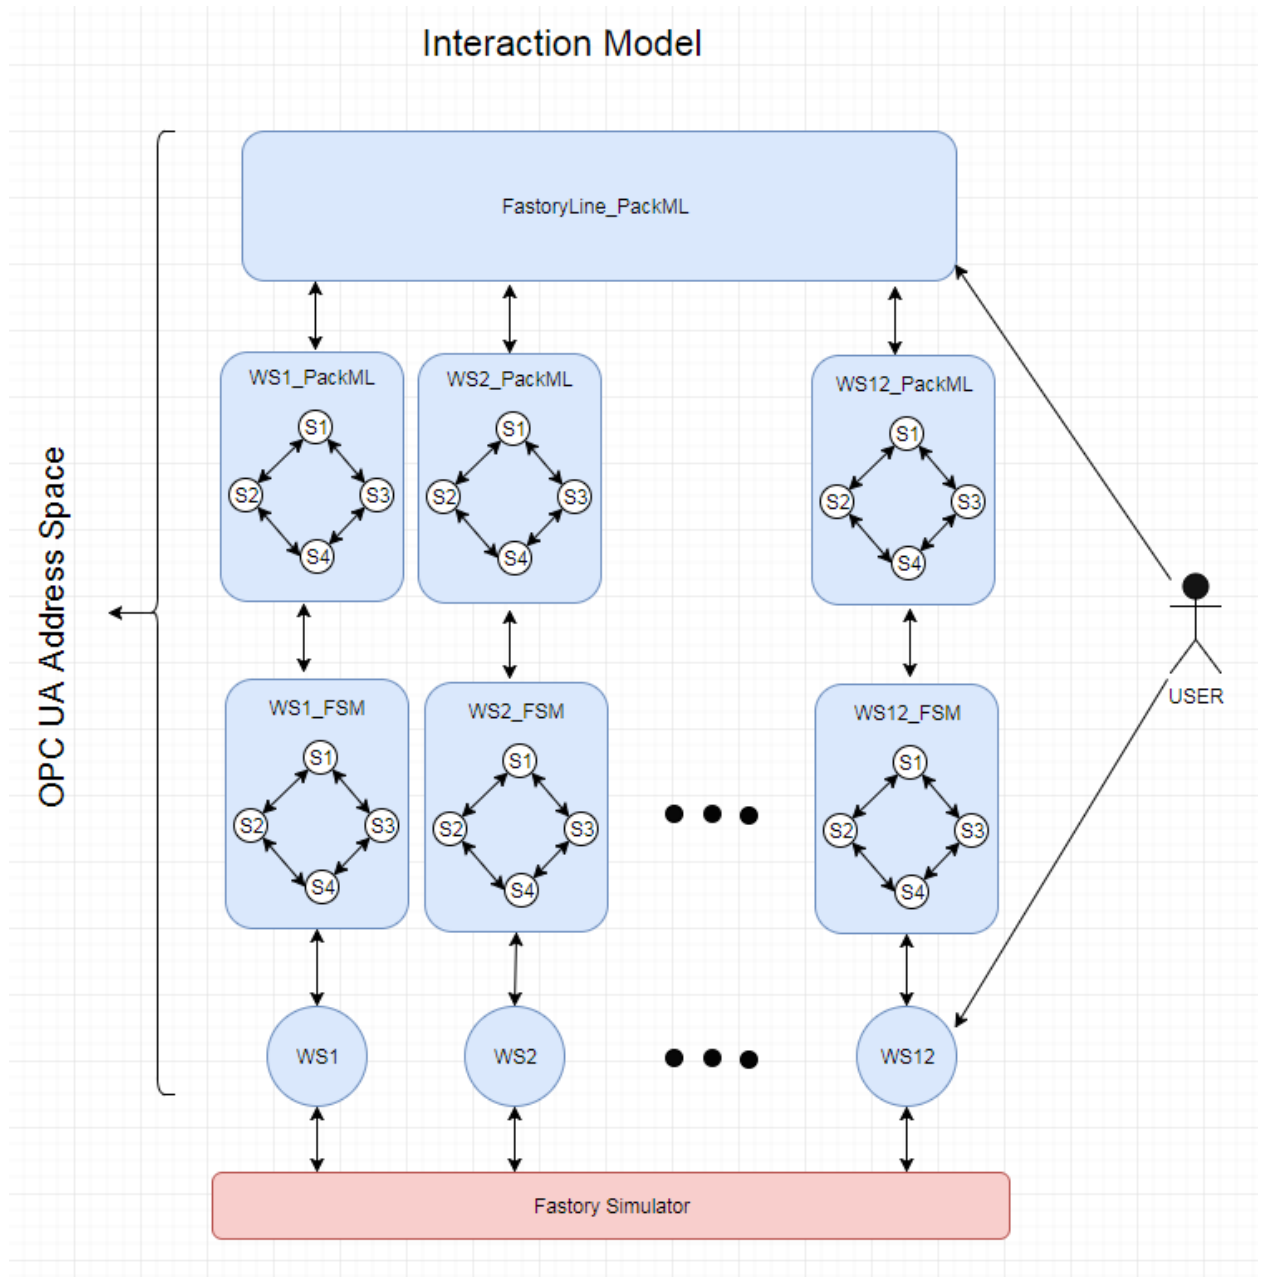 Interaction Model
FastoryLine_PackML
WS1_PackML
S1
S2
S3
S4
WS2_PackML
S1
S2
S3
S4
WS12_PackML
S1
S2
S3
S4
OPC UA Address Space
USER
WS1_FSM
S1
S2
S3
S4
WS2_FSM
S1
S2
S3
S4
WS12_FSM
S1
S2
S3
S4
WS1
WS2
WS12
Fastory Simulator